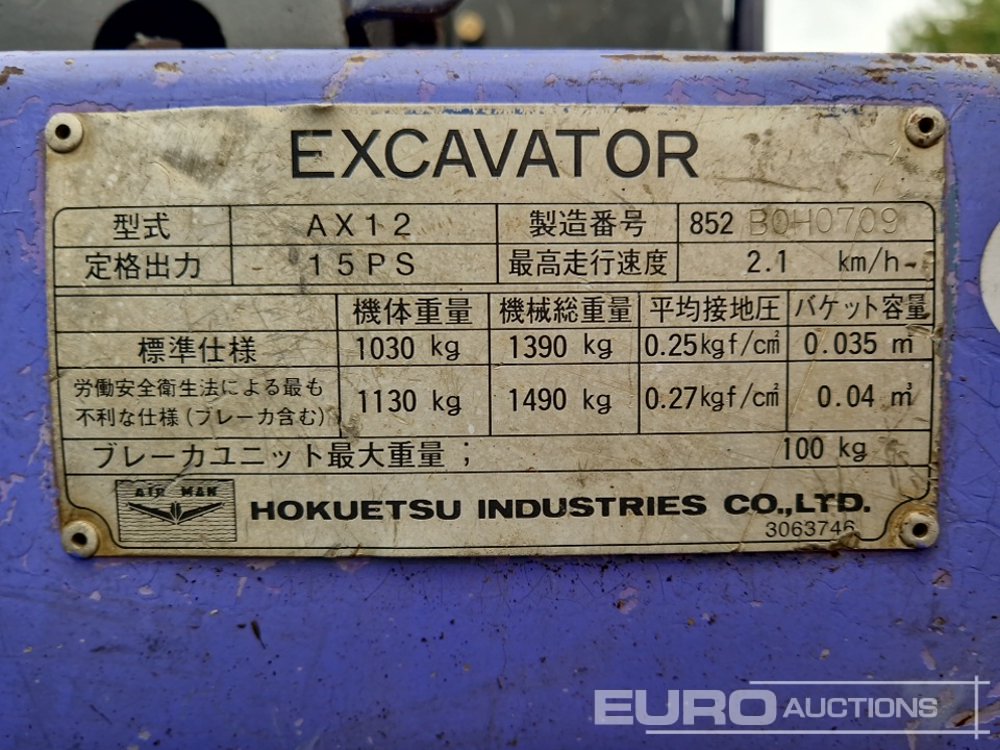 EXCAVATOR
型式 AX12 製造番号 852 B0H0709
定格出力 15PS 最高走行速度 2.1 km/h
機体重量 機械総重量 平均接地圧 バケット容量
標準仕様 1030 kg 1390 kg 0.25kgf/c㎡ 0.035 ㎥
労働安全衛生法による最も
不利な仕様(ブレーカ含む) 1130 kg 1490 kg 0.27kgf/c㎡ 0.04 ㎥
ブレーカユニット最大重量; 100 kg
AIR MAN HOKUETSU INDUSTRIES CO.,LTD.
3063746
EURO AUCTIONS